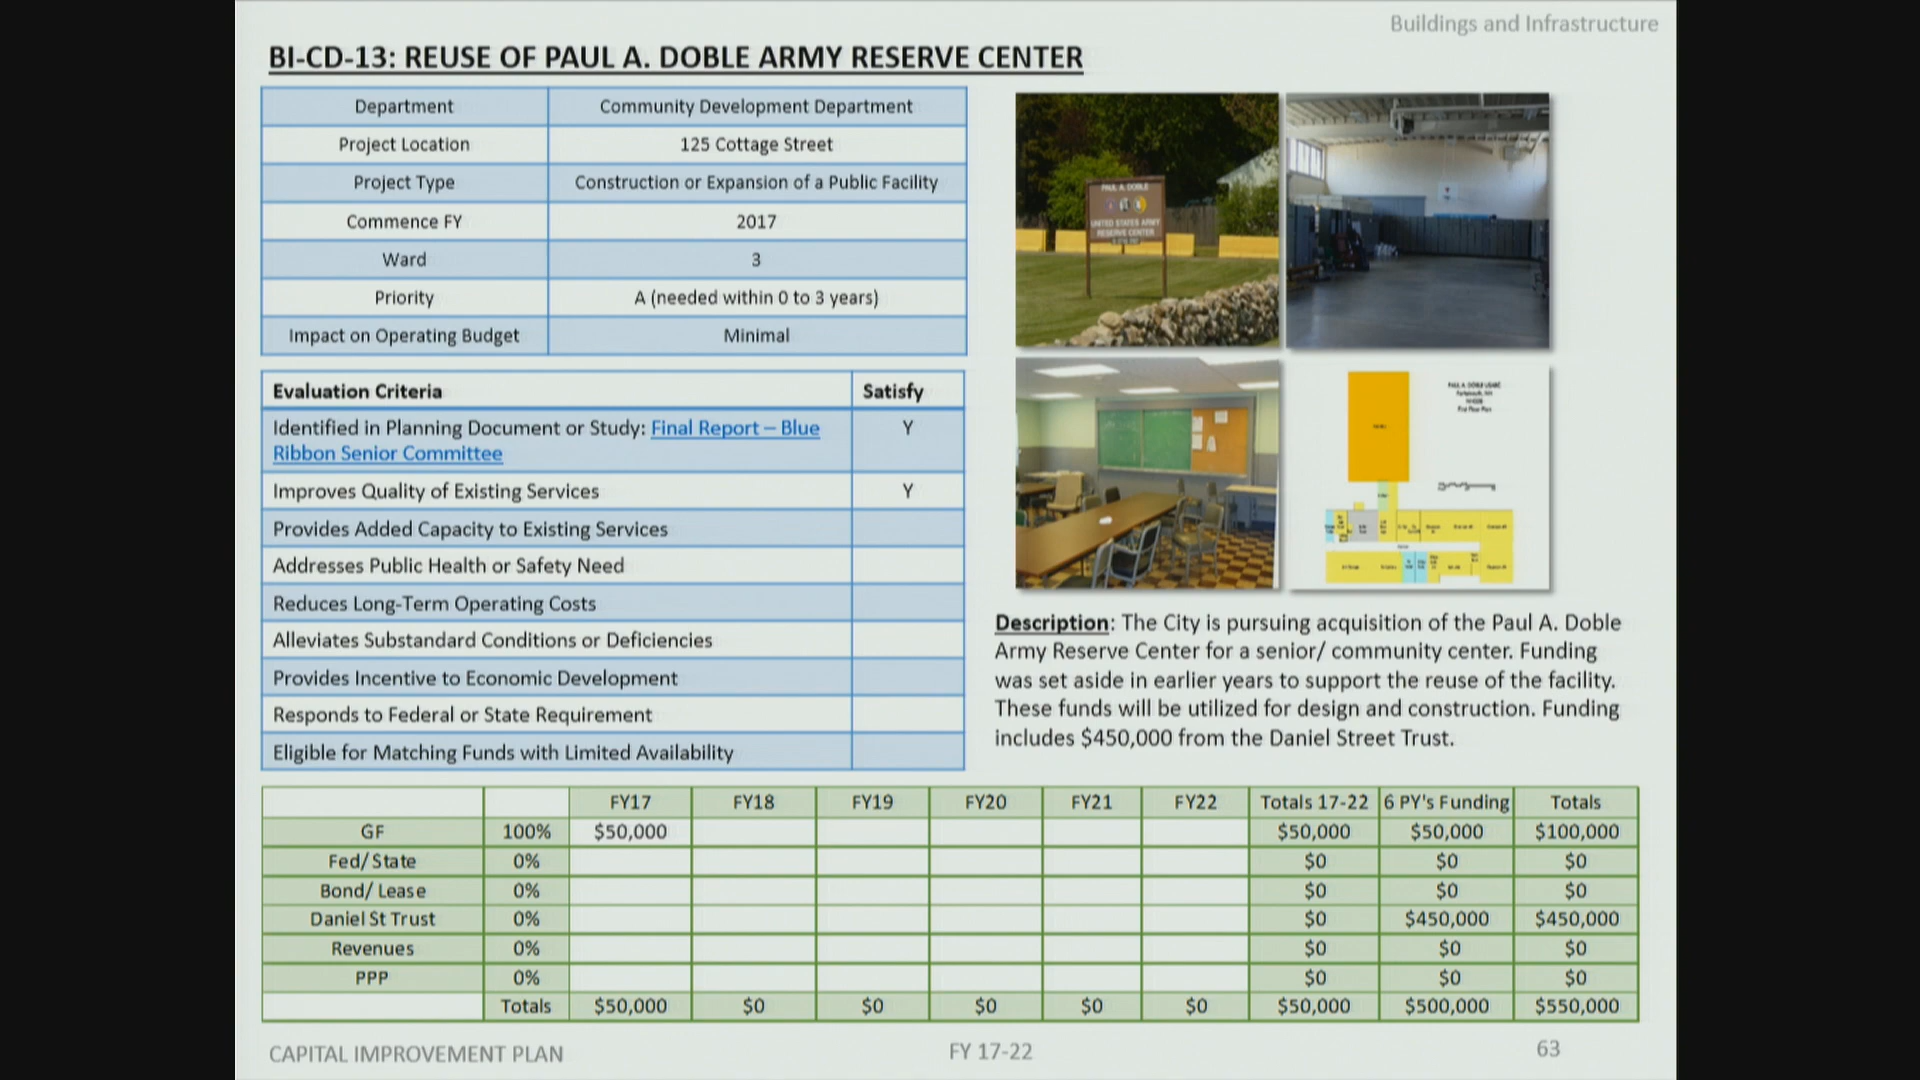 Buildings and Infrastructure
BI-CD-13: REUSE OF PAUL A. DOBLE ARMY RESERVE CENTER
Department Community Development Department
Project Location 125 Cottage Street
Project Type Construction or Expansion of a Public Facility
Commence FY 2017
Ward 3
Priority A (needed within 0 to 3 years)
Impact on Operating Budget Minimal
Evaluation Criteria Satisfy
Identified in Planning Document or Study: Final Report – Blue Y
Ribbon Senior Committee
Improves Quality of Existing Services Y
Provides Added Capacity to Existing Services
Addresses Public Health or Safety Need
Reduces Long-Term Operating Costs
Alleviates Substandard Conditions or Deficiencies
Provides Incentive to Economic Development
Responds to Federal or State Requirement
Eligible for Matching Funds with Limited Availability
PAUL A. DOBLE
UNITED STATES ARMY
RESERVE CENTER
Description: The City is pursuing acquisition of the Paul A. Doble
Army Reserve Center for a senior/ community center. Funding
was set aside in earlier years to support the reuse of the facility.
These funds will be utilized for design and construction. Funding
includes $450,000 from the Daniel Street Trust.
FY17 FY18 FY19 FY20 FY21 FY22 Totals 17-22 6 PY's Funding Totals
GF 100% $50,000 $50,000 $50,000 $100,000
Fed/ State 0% $0 $0 $0
Bond/ Lease 0% $0 $0 $0
Daniel St Trust 0% $0 $450,000 $450,000
Revenues 0% $0 $0 $0
PPP 0% $0 $0 $0
Totals $50,000 $0 $0 $0 $0 $0 $50,000 $500,000 $550,000
CAPITAL IMPROVEMENT PLAN FY 17-22 63